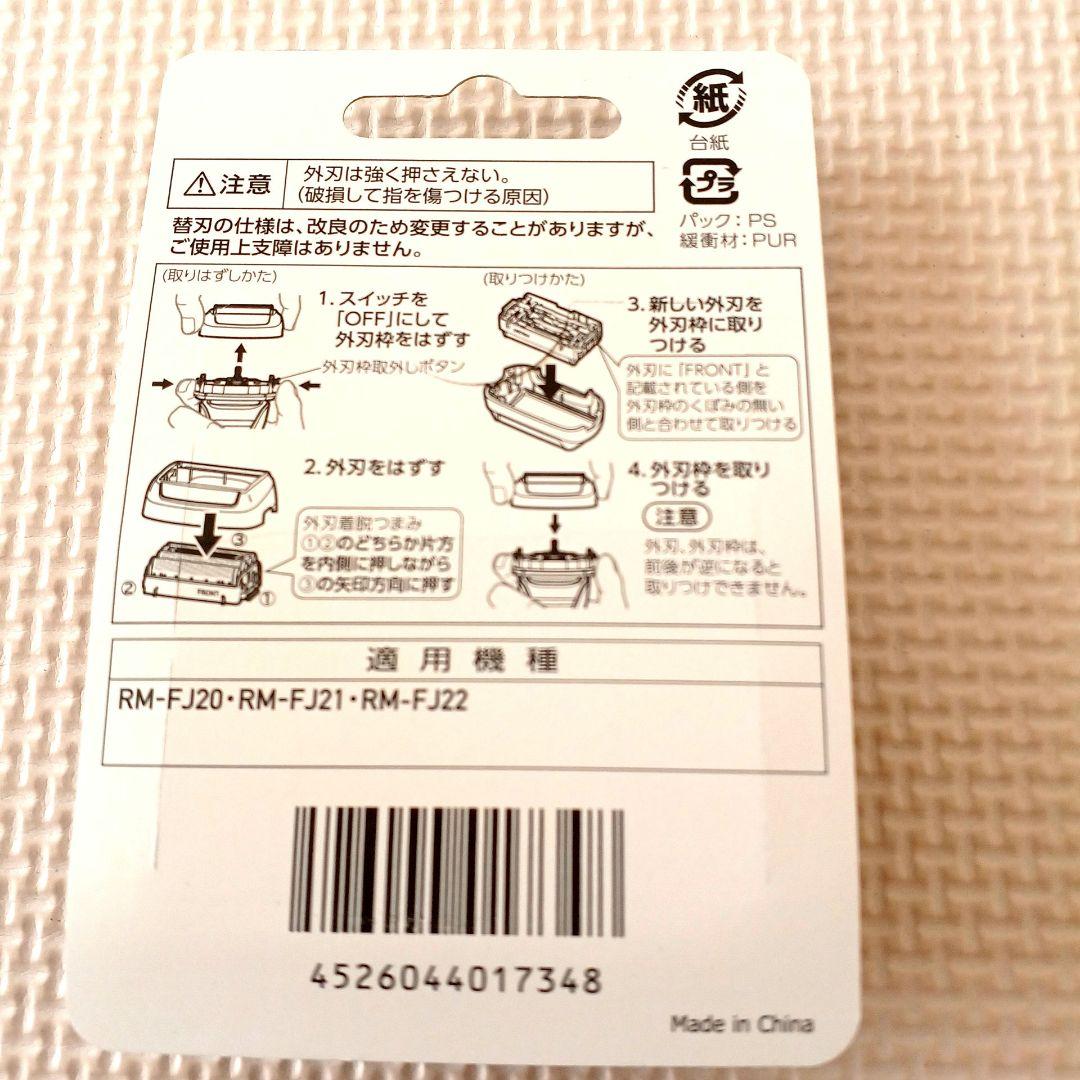 紙
台紙
プラ
パック：PS
緩衝材：PUR
注意
外刃は強く押さえない。
(破損して指を傷つける原因)
替刃の仕様は、改良のため変更することがありますが、
ご使用上支障はありません。
(取りはずしかた)
1. スイッチを
「OFF」にして
外刃枠をはずす
外刃枠取外しボタン
2. 外刃をはずす
外刃着脱つまみ
①②のどちらか片方
を内側に押しながら
③の矢印方向に押す
③
②
FRONT
①
(取りつけかた)
3. 新しい外刃を
外刃枠に取り
つける
外刃に「FRONT」と
記載されている側を
外刃枠のくぼみの無い
側と合わせて取りつける
4. 外刃枠を取り
つける
注意
外刃、外刃枠は、
前後が逆になると
取りつけできません。
適用機種
RM-FJ20・RM-FJ21・RM-FJ22
4526044017348
Made in China